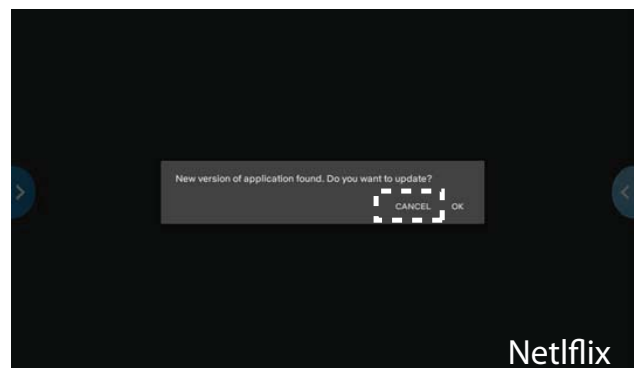 New version of application found. Do you want to update?
CANCEL OK
Netlflix